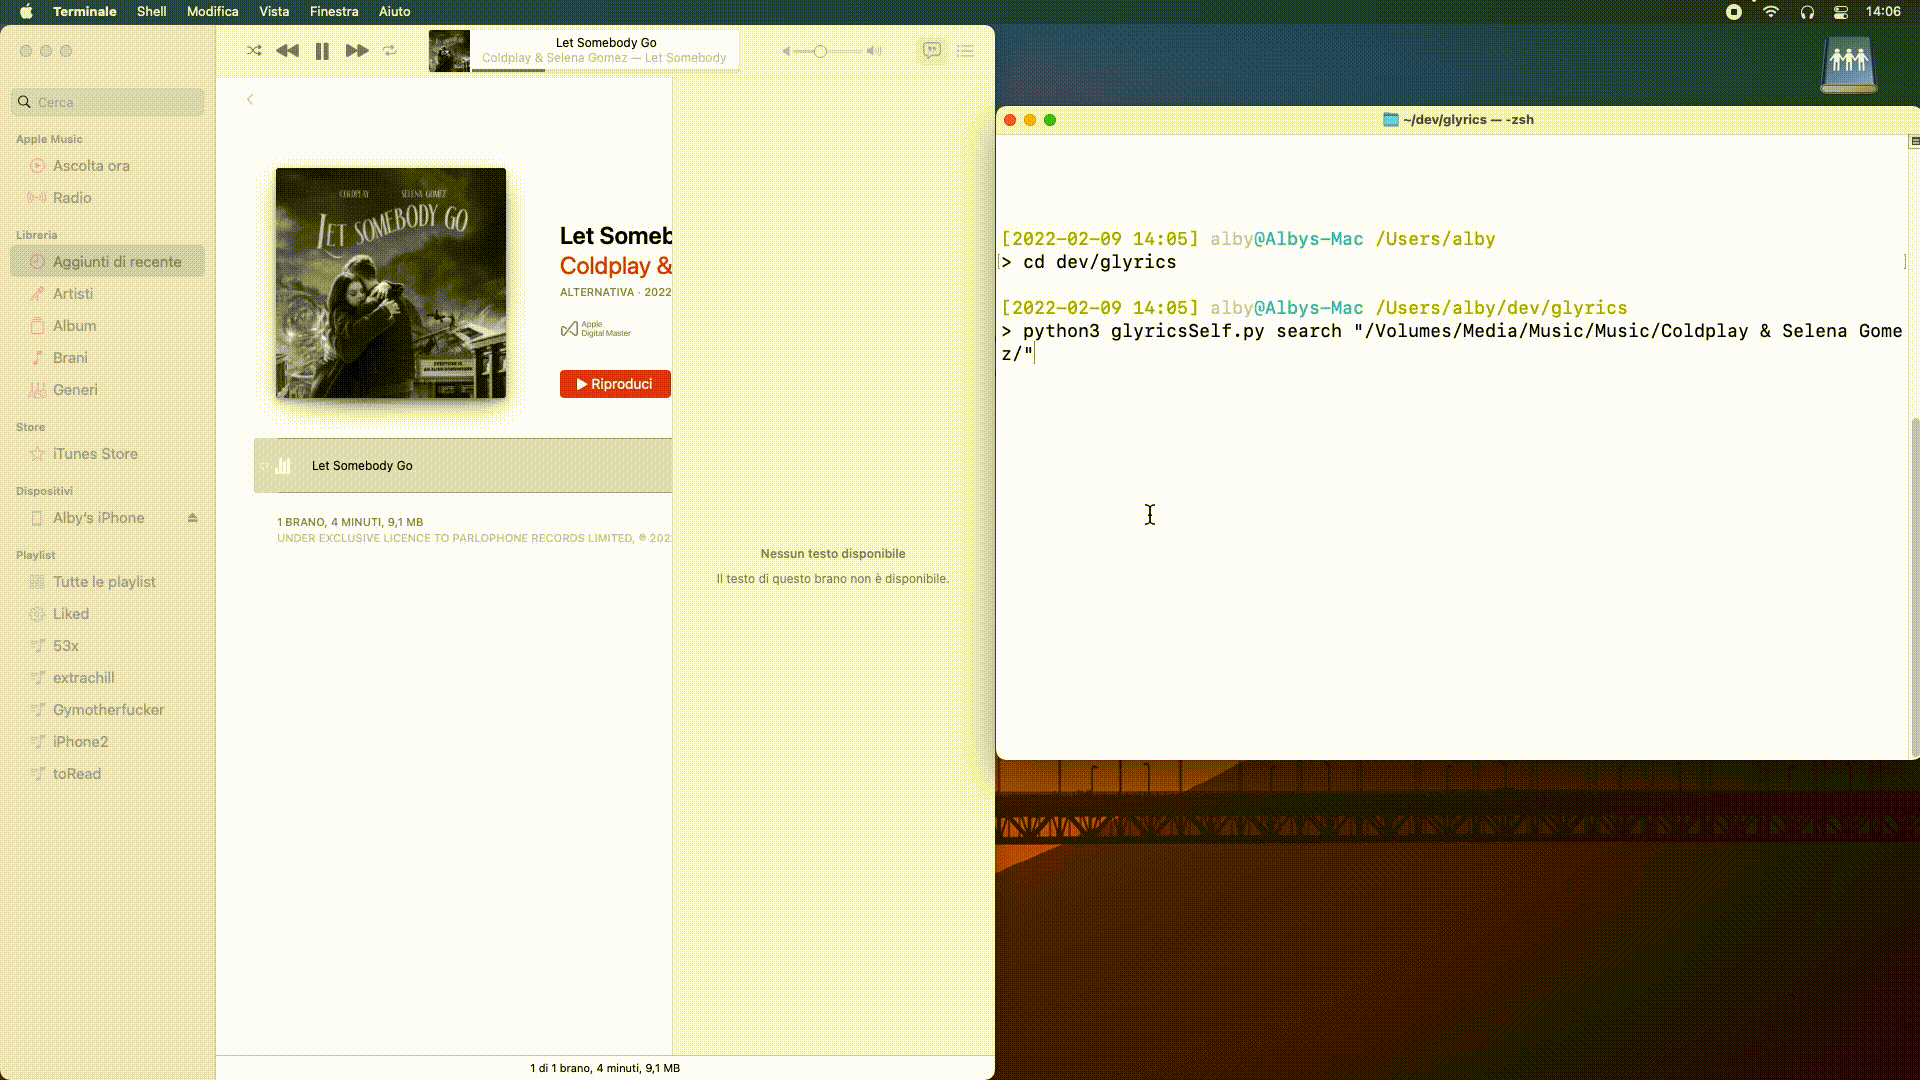 Terminale Shell Modifica Vista Finestra Aiuto 14:06
Let Somebody Go
Coldplay & Selena Gomez — Let Somebody
Cerca
Apple Music
Ascolta ora
Radio
Libreria
Aggiunti di recente
Artisti
Album
Brani
Generi
Store
iTunes Store
Dispositivi
Alby's iPhone
Playlist
Tutte le playlist
Liked
53x
extrachill
Gymotherfucker
iPhone2
toRead
COLDPLAY SELENA GOMEZ
LET SOMEBODY GO
Let Someb
Coldplay &
ALTERNATIVA · 2022
Apple
Digital Master
Riproduci
Let Somebody Go
1 BRANO, 4 MINUTI, 9,1 MB
UNDER EXCLUSIVE LICENCE TO PARLOPHONE RECORDS LIMITED, ℗ 202
Nessun testo disponibile
Il testo di questo brano non è disponibile.
1 di 1 brano, 4 minuti, 9,1 MB
~/dev/glyrics — -zsh
[2022-02-09 14:05] alby@Albys-Mac /Users/alby
> cd dev/glyrics
[2022-02-09 14:05] alby@Albys-Mac /Users/alby/dev/glyrics
> python3 glyricsSelf.py search "/Volumes/Media/Music/Music/Coldplay & Selena Gome
z/"